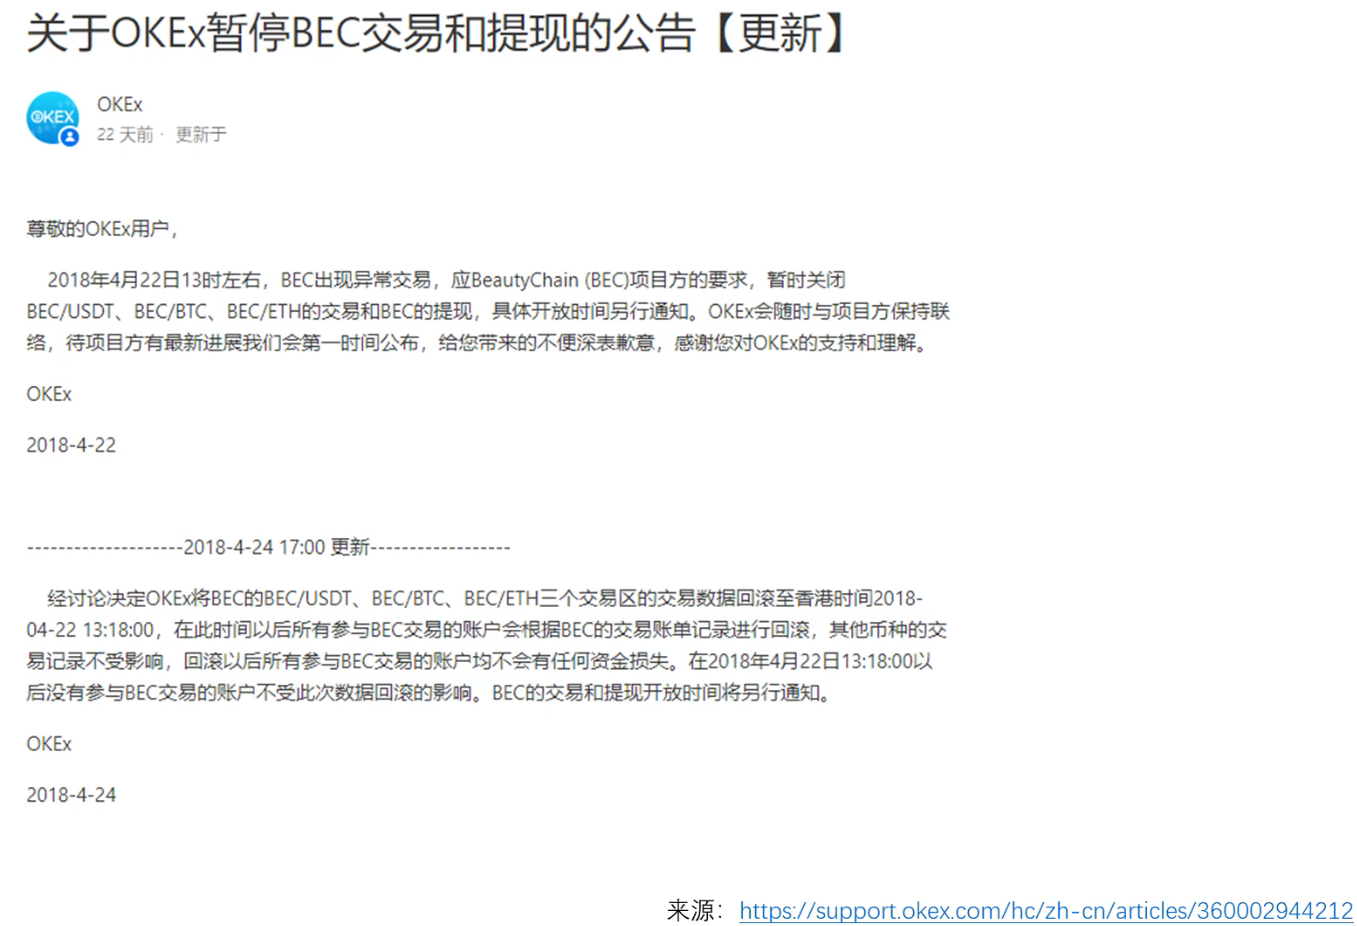 关于OKEx暂停BEC交易和提现的公告【更新】
OKEX
OKEx
22 天前 · 更新于
尊敬的OKEx用户，
2018年4月22日13时左右，BEC出现异常交易，应BeautyChain (BEC)项目方的要求，暂时关闭
BEC/USDT、BEC/BTC、BEC/ETH的交易和BEC的提现，具体开放时间另行通知。OKEx会随时与项目方保持联
络，待项目方有最新进展我们会第一时间公布，给您带来的不便深表歉意，感谢您对OKEx的支持和理解。
OKEx
2018-4-22
--------------------2018-4-24 17:00 更新------------------
经讨论决定OKEx将BEC的BEC/USDT、BEC/BTC、BEC/ETH三个交易区的交易数据回滚至香港时间2018-
04-22 13:18:00，在此时间以后所有参与BEC交易的账户会根据BEC的交易账单记录进行回滚，其他币种的交
易记录不受影响，回滚以后所有参与BEC交易的账户均不会有任何资金损失。在2018年4月22日13:18:00以
后没有参与BEC交易的账户不受此次数据回滚的影响。BEC的交易和提现开放时间将另行通知。
OKEx
2018-4-24
来源：https://support.okex.com/hc/zh-cn/articles/360002944212